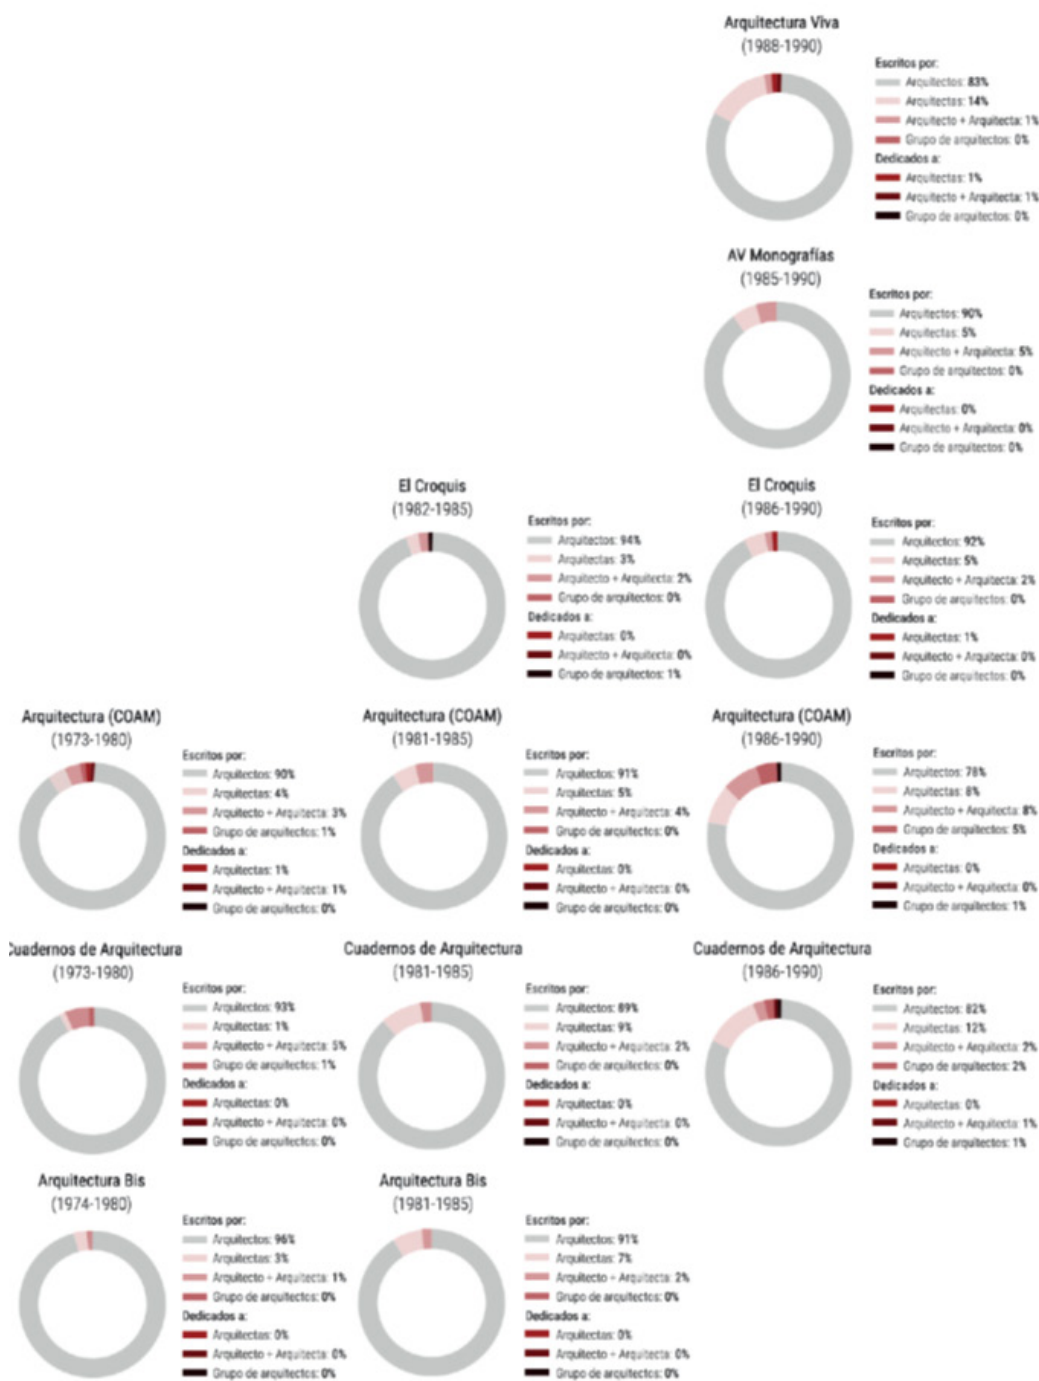 Arquitectura Viva
(1988-1990)
Escritos por:
Arquitectos: 83%
Arquitectas: 14%
Arquitecto + Arquitecta: 1%
Grupo de arquitectos: 0%
Dedicados a:
Arquitectas: 1%
Arquitecto + Arquitecta: 1%
Grupo de arquitectos: 0%
AV Monografías
(1985-1990)
Escritos por:
Arquitectos: 90%
Arquitectas: 5%
Arquitecto + Arquitecta: 5%
Grupo de arquitectos: 0%
Dedicados a:
Arquitectas: 0%
Arquitecto + Arquitecta: 0%
Grupo de arquitectos: 0%
El Croquis
(1982-1985)
Escritos por:
Arquitectos: 94%
Arquitectas: 3%
Arquitecto + Arquitecta: 2%
Grupo de arquitectos: 0%
Dedicados a:
Arquitectas: 0%
Arquitecto + Arquitecta: 0%
Grupo de arquitectos: 1%
El Croquis
(1986-1990)
Escritos por:
Arquitectos: 92%
Arquitectas: 5%
Arquitecto + Arquitecta: 2%
Grupo de arquitectos: 0%
Dedicados a:
Arquitectas: 1%
Arquitecto + Arquitecta: 0%
Grupo de arquitectos: 0%
Arquitectura (COAM)
(1973-1980)
Escritos por:
Arquitectos: 90%
Arquitectas: 4%
Arquitecto + Arquitecta: 3%
Grupo de arquitectos: 1%
Dedicados a:
Arquitectas: 1%
Arquitecto + Arquitecta: 1%
Grupo de arquitectos: 0%
Arquitectura (COAM)
(1981-1985)
Escritos por:
Arquitectos: 91%
Arquitectas: 5%
Arquitecto + Arquitecta: 4%
Grupo de arquitectos: 0%
Dedicados a:
Arquitectas: 0%
Arquitecto + Arquitecta: 0%
Grupo de arquitectos: 0%
Arquitectura (COAM)
(1986-1990)
Escritos por:
Arquitectos: 78%
Arquitectas: 8%
Arquitecto + Arquitecta: 8%
Grupo de arquitectos: 5%
Dedicados a:
Arquitectas: 0%
Arquitecto + Arquitecta: 0%
Grupo de arquitectos: 1%
Cuadernos de Arquitectura
(1973-1980)
Escritos por:
Arquitectos: 93%
Arquitectas: 1%
Arquitecto + Arquitecta: 5%
Grupo de arquitectos: 1%
Dedicados a:
Arquitectas: 0%
Arquitecto + Arquitecta: 0%
Grupo de arquitectos: 0%
Cuadernos de Arquitectura
(1981-1985)
Escritos por:
Arquitectos: 89%
Arquitectas: 9%
Arquitecto + Arquitecta: 2%
Grupo de arquitectos: 0%
Dedicados a:
Arquitectas: 0%
Arquitecto + Arquitecta: 0%
Grupo de arquitectos: 0%
Cuadernos de Arquitectura
(1986-1990)
Escritos por:
Arquitectos: 82%
Arquitectas: 12%
Arquitecto + Arquitecta: 2%
Grupo de arquitectos: 2%
Dedicados a:
Arquitectas: 0%
Arquitecto + Arquitecta: 1%
Grupo de arquitectos: 1%
Arquitectura Bis
(1974-1980)
Escritos por:
Arquitectos: 96%
Arquitectas: 3%
Arquitecto + Arquitecta: 1%
Grupo de arquitectos: 0%
Dedicados a:
Arquitectas: 0%
Arquitecto + Arquitecta: 0%
Grupo de arquitectos: 0%
Arquitectura Bis
(1981-1985)
Escritos por:
Arquitectos: 91%
Arquitectas: 7%
Arquitecto + Arquitecta: 2%
Grupo de arquitectos: 0%
Dedicados a:
Arquitectas: 0%
Arquitecto + Arquitecta: 0%
Grupo de arquitectos: 0%